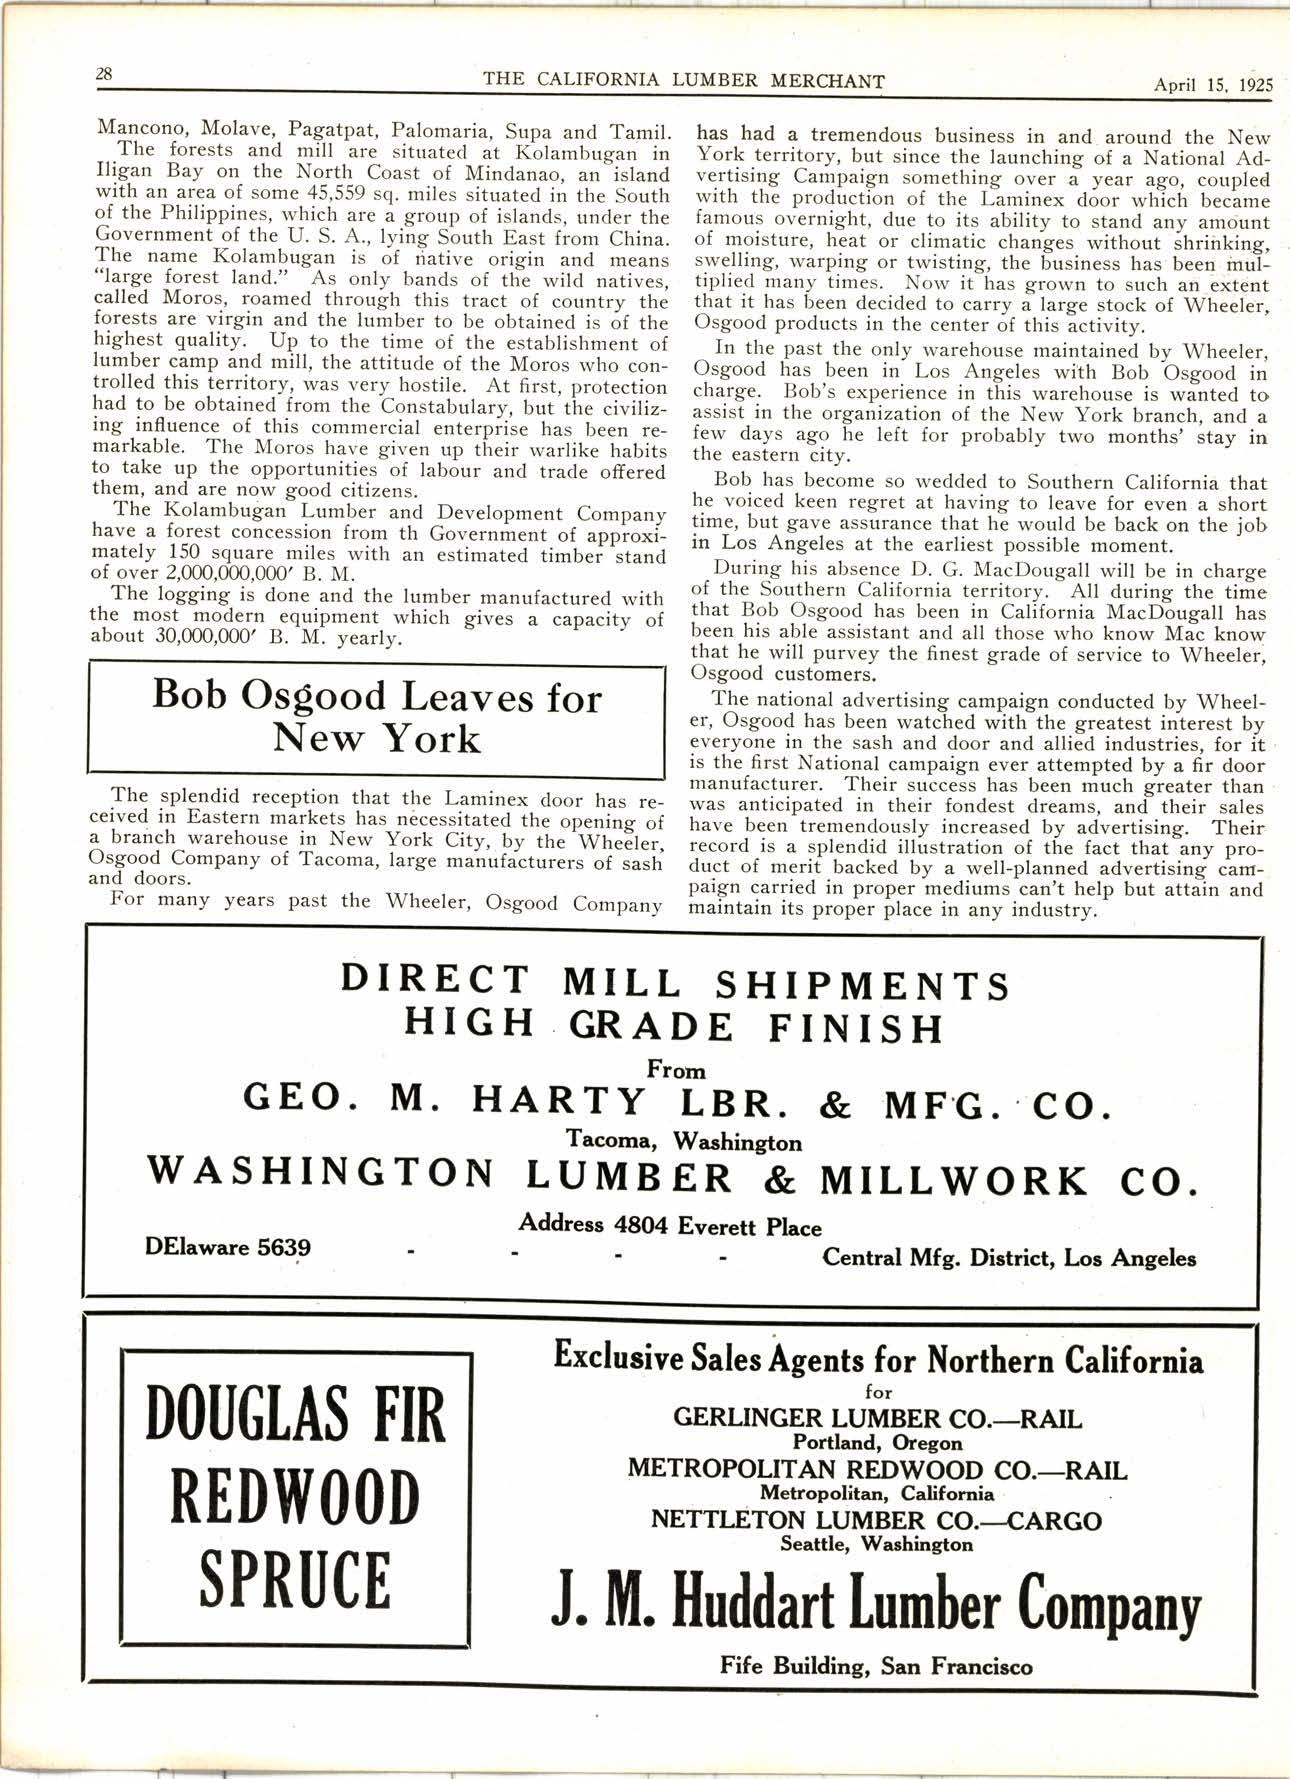 28
THE CALIFORNIA LUMBER MERCHANT
April 15, 1925
Mancono, Molave, Pagatpat, Palomaria, Supa and Tamil.
The forests and mill are situated at Kolambugan in
Iligan Bay on the North Coast of Mindanao, an island
with an area of some 45,559 sq. miles situated in the South
of the Philippines, which are a group of islands, under the
Government of the U. S. A., lying South East from China.
The name Kolambugan is of native origin and means
"large forest land." As only bands of the wild natives,
called Moros, roamed through this tract of country the
forests are virgin and the lumber to be obtained is of the
highest quality. Up to the time of the establishment of
lumber camp and mill, the attitude of the Moros who con-
trolled this territory, was very hostile. At first, protection
had to be obtained from the Constabulary, but the civiliz-
ing influence of this commercial enterprise has been re-
markable. The Moros have given up their warlike habits
to take up the opportunities of labour and trade offered
them, and are now good citizens.
The Kolambugan Lumber and Development Company
have a forest concession from th Government of approxi-
mately 150 square miles with an estimated timber stand
of over 2,000,000,000' B. M.
The logging is done and the lumber manufactured with
the most modern equipment which gives a capacity of
about 30,000,000' B. M. yearly.
Bob Osgood Leaves for
New York
The splendid reception that the Laminex door has re-
ceived in Eastern markets has necessitated the opening of
a branch warehouse in New York City, by the Wheeler,
Osgood Company of Tacoma, large manufacturers of sash
and doors.
For many years past the Wheeler, Osgood Company
has had a tremendous business in and around the New
York territory, but since the launching of a National Ad-
vertising Campaign something over a year ago, coupled
with the production of the Laminex door which became
famous overnight, due to its ability to stand any amount
of moisture, heat or climatic changes without shrinking,
swelling, warping or twisting, the business has been mul-
tiplied many times. Now it has grown to such an extent
that it has been decided to carry a large stock of Wheeler,
Osgood products in the center of this activity.
In the past the only warehouse maintained by Wheeler,
Osgood has been in Los Angeles with Bob Osgood in
charge. Bob's experience in this warehouse is wanted to
assist in the organization of the New York branch, and a
few days ago he left for probably two months' stay in
the eastern city.
Bob has become so wedded to Southern California that
he voiced keen regret at having to leave for even a short
time, but gave assurance that he would be back on the job
in Los Angeles at the earliest possible moment.
During his absence D. G. MacDougall will be in charge
of the Southern California territory. All during the time
that Bob Osgood has been in California MacDougall has
been his able assistant and all those who know Mac know
that he will purvey the finest grade of service to Wheeler,
Osgood customers.
The national advertising campaign conducted by Wheel-
er, Osgood has been watched with the greatest interest by
everyone in the sash and door and allied industries, for it
is the first National campaign ever attempted by a fir door
manufacturer. Their success has been much greater than
was anticipated in their fondest dreams, and their sales
have been tremendously increased by advertising. Their
record is a splendid illustration of the fact that any pro-
duct of merit backed by a well-planned advertising cam-
paign carried in proper mediums can't help but attain and
maintain its proper place in any industry.
DIRECT MILL SHIPMENTS
HIGH GRADE FINISH
From
GEO. M. HARTY LBR. & MF'G. CO.
Tacoma, Washington
WASHINGTON LUMBER & MILLWORK CO.
Address 4804 Everett Place
DElaware 5639 - - - - Central Mfg. District, Los Angeles
DOUGLAS FIR
REDWOOD
SPRUCE
Exclusive Sales Agents for Northern California
for
GERLINGER LUMBER CO.—RAIL
Portland, Oregon
METROPOLITAN REDWOOD CO.—RAIL
Metropolitan, California
NETTLETON LUMBER CO.—CARGO
Seattle, Washington
J. M. Huddart Lumber Company
Fife Building, San Francisco